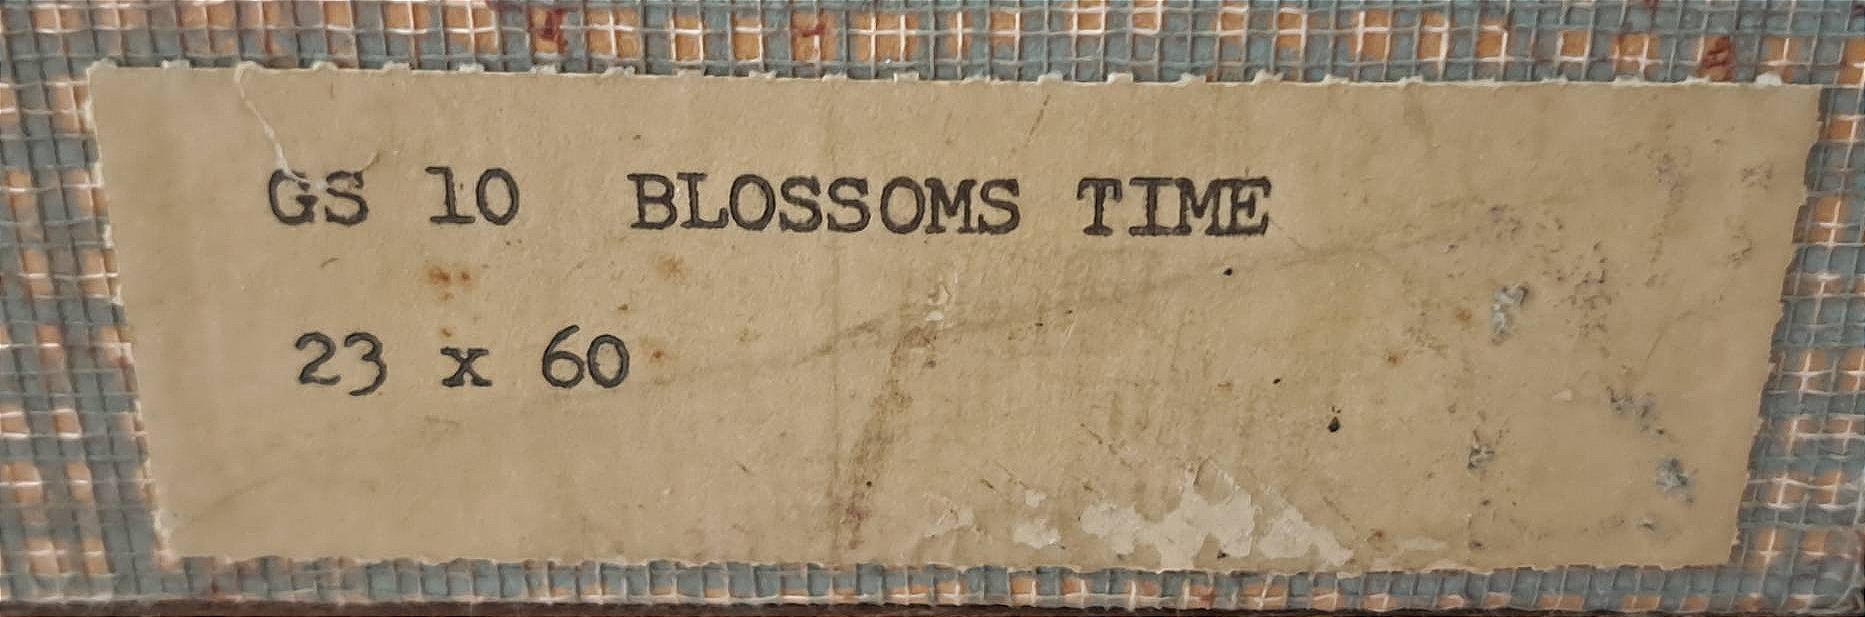 GS 10 BLOSSOMS TIME
23 x 60